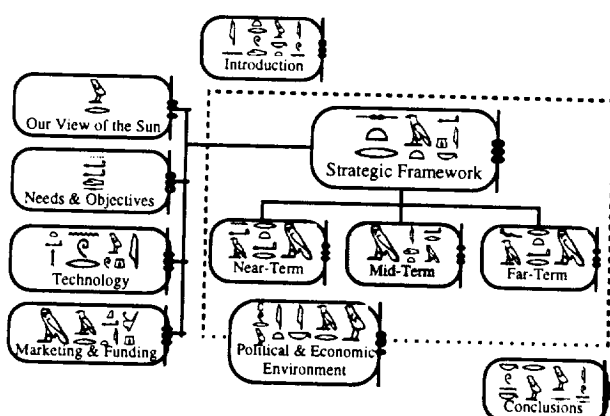 Introduction
Our View of the Sun
Strategic Framework
Needs & Objectives
Near-Term
Mid-Term
Far-Term
Technology
Marketing & Funding
Political & Economic
Environment
Conclusions